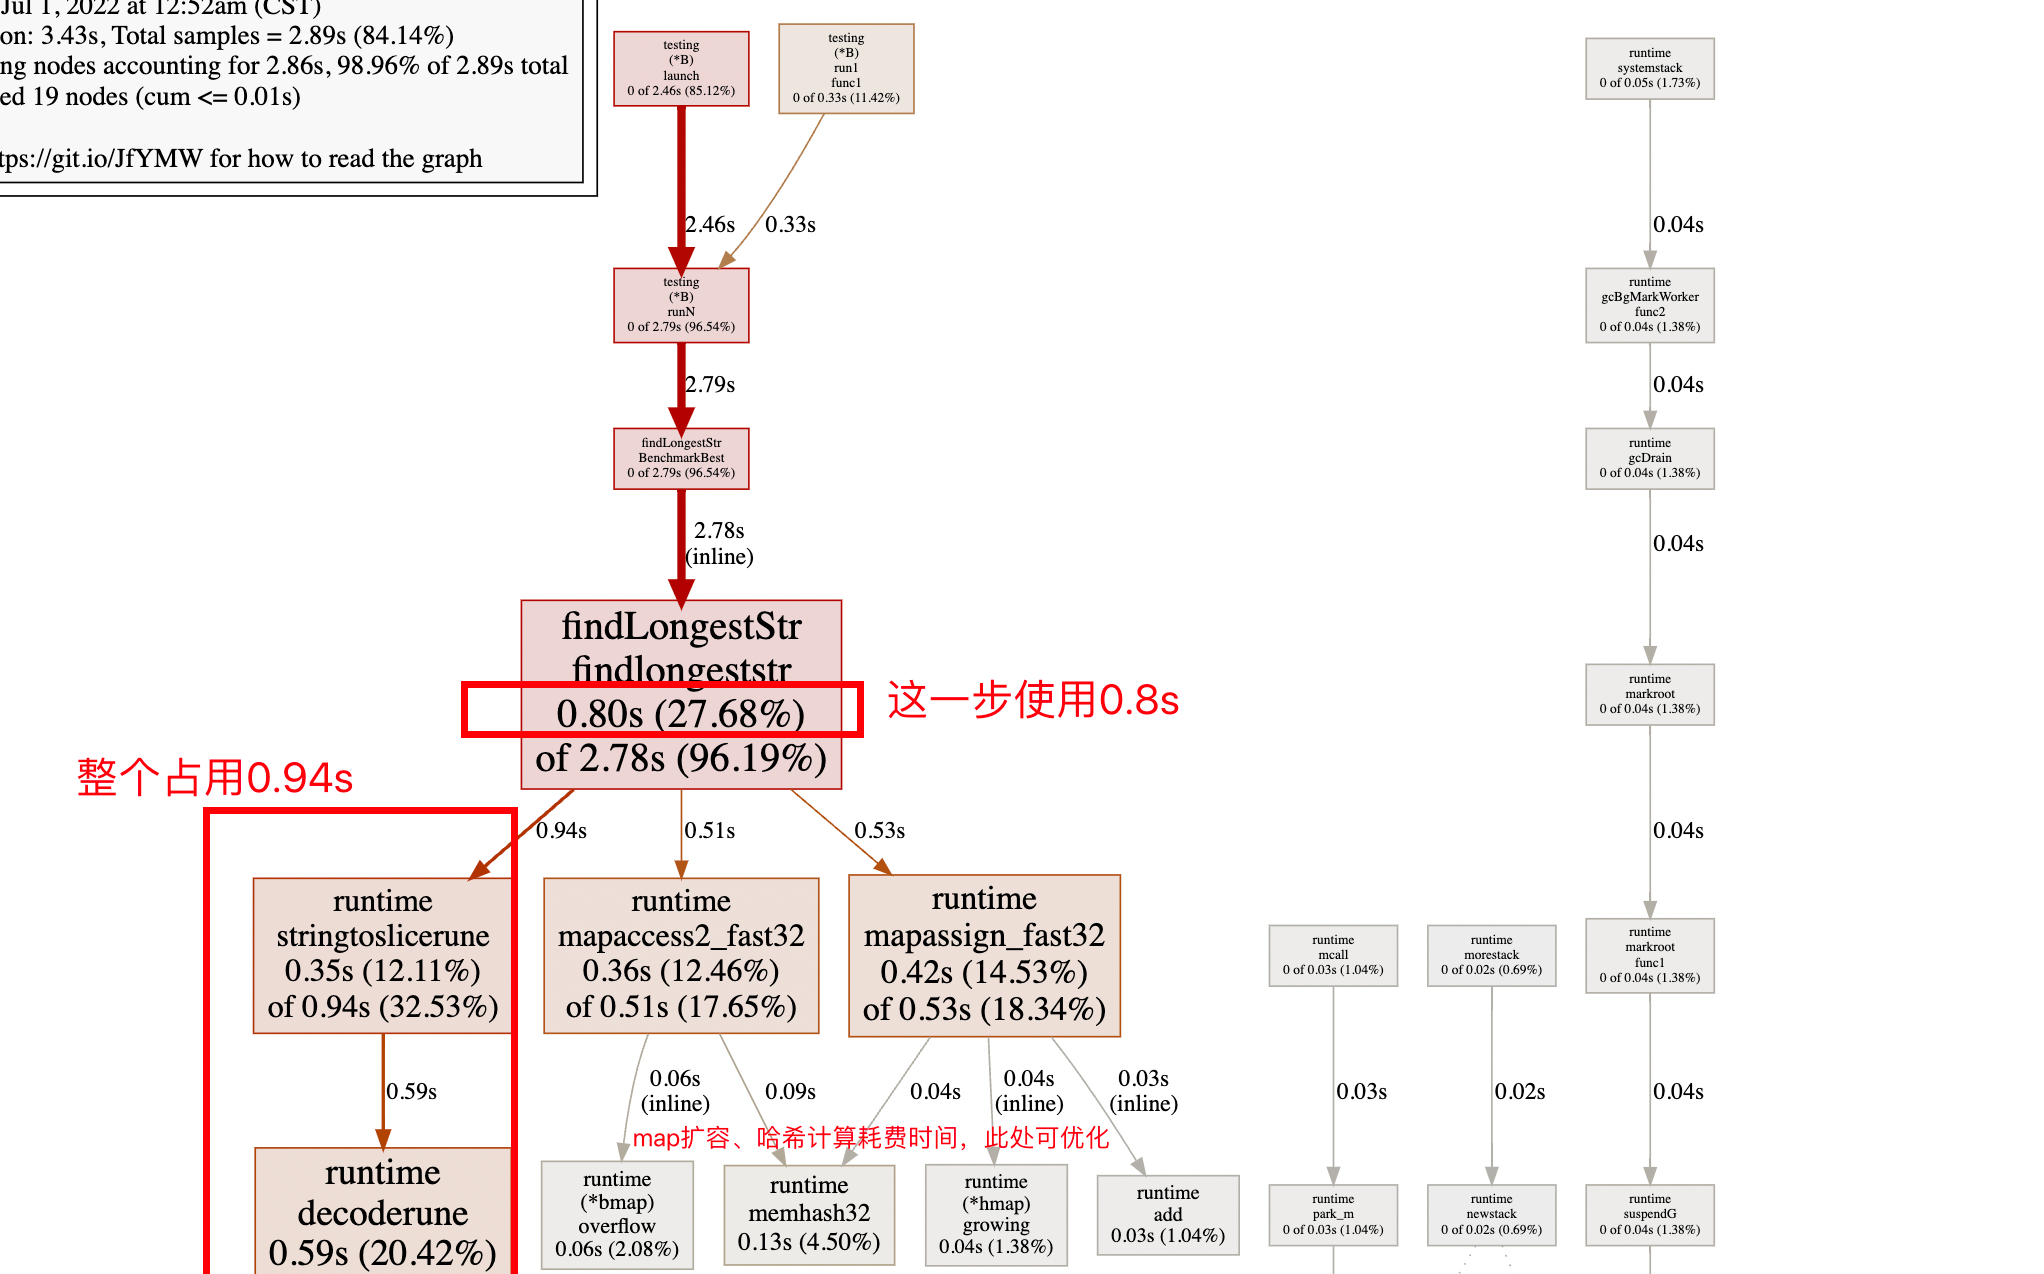 Jul 1, 2022 at 12:52am (CST)
on: 3.43s, Total samples = 2.89s (84.14%)
ng nodes accounting for 2.86s, 98.96% of 2.89s total
ed 19 nodes (cum <= 0.01s)
tps://git.io/JfYMW for how to read the graph
testing
(*B)
launch
0 of 2.46s (85.12%)
testing
(*B)
run1
func1
0 of 0.33s (11.42%)
runtime
systemstack
0 of 0.05s (1.73%)
2.46s
0.33s
0.04s
testing
(*B)
runN
0 of 2.79s (96.54%)
runtime
gcBgMarkWorker
func2
0 of 0.04s (1.38%)
2.79s
0.04s
findLongestStr
BenchmarkBest
0 of 2.79s (96.54%)
runtime
gcDrain
0 of 0.04s (1.38%)
2.78s
(inline)
0.04s
findLongestStr
findlongeststr
0.80s (27.68%)
of 2.78s (96.19%)
这一步使用0.8s
runtime
markroot
0 of 0.04s (1.38%)
整个占用0.94s
0.94s
0.51s
0.53s
0.04s
runtime
stringtoslicerune
0.35s (12.11%)
of 0.94s (32.53%)
runtime
mapaccess2_fast32
0.36s (12.46%)
of 0.51s (17.65%)
runtime
mapassign_fast32
0.42s (14.53%)
of 0.53s (18.34%)
runtime
mcall
0 of 0.03s (1.04%)
runtime
morestack
0 of 0.02s (0.69%)
runtime
markroot
func1
0 of 0.04s (1.38%)
0.59s
0.06s
(inline)
0.09s
0.04s
0.04s
(inline)
0.03s
(inline)
0.03s
0.02s
0.04s
map扩容、哈希计算耗费时间，此处可优化
runtime
decoderune
0.59s (20.42%)
runtime
(*bmap)
overflow
0.06s (2.08%)
runtime
memhash32
0.13s (4.50%)
runtime
(*hmap)
growing
0.04s (1.38%)
runtime
add
0.03s (1.04%)
runtime
park_m
0 of 0.03s (1.04%)
runtime
newstack
0 of 0.02s (0.69%)
runtime
suspendG
0 of 0.04s (1.38%)